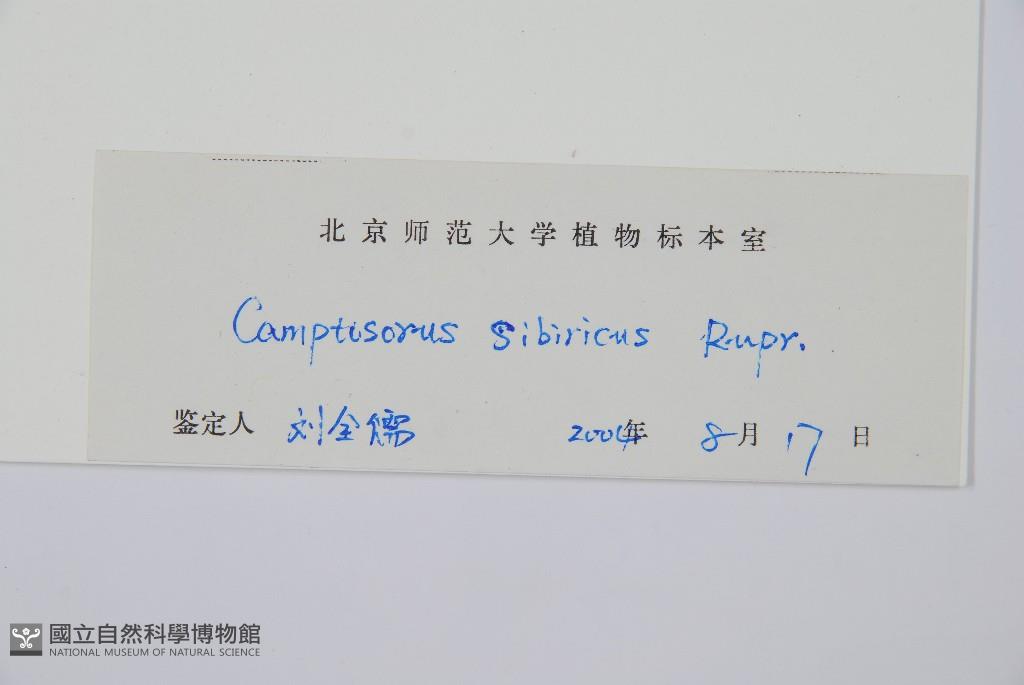 北京师范大学植物标本室
Camptisorus sibiricus Rupr.
鉴定人 刘全儒 2004年 8月17日
國立自然科學博物館
NATIONAL MUSEUM OF NATURAL SCIENCE